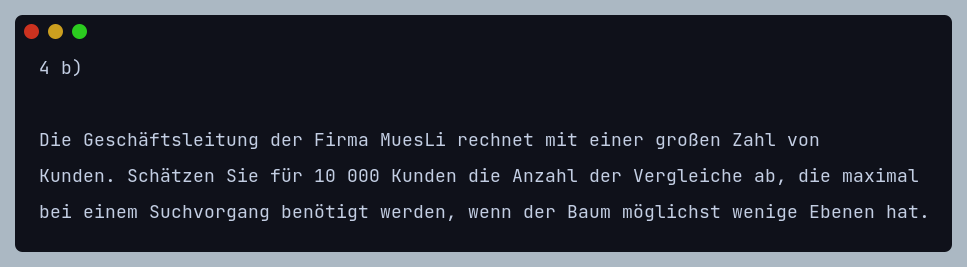 4 b)
Die Geschäftsleitung der Firma MuesLi rechnet mit einer großen Zahl von
Kunden. Schätzen Sie für 10 000 Kunden die Anzahl der Vergleiche ab, die maximal
bei einem Suchvorgang benötigt werden, wenn der Baum möglichst wenige Ebenen hat.